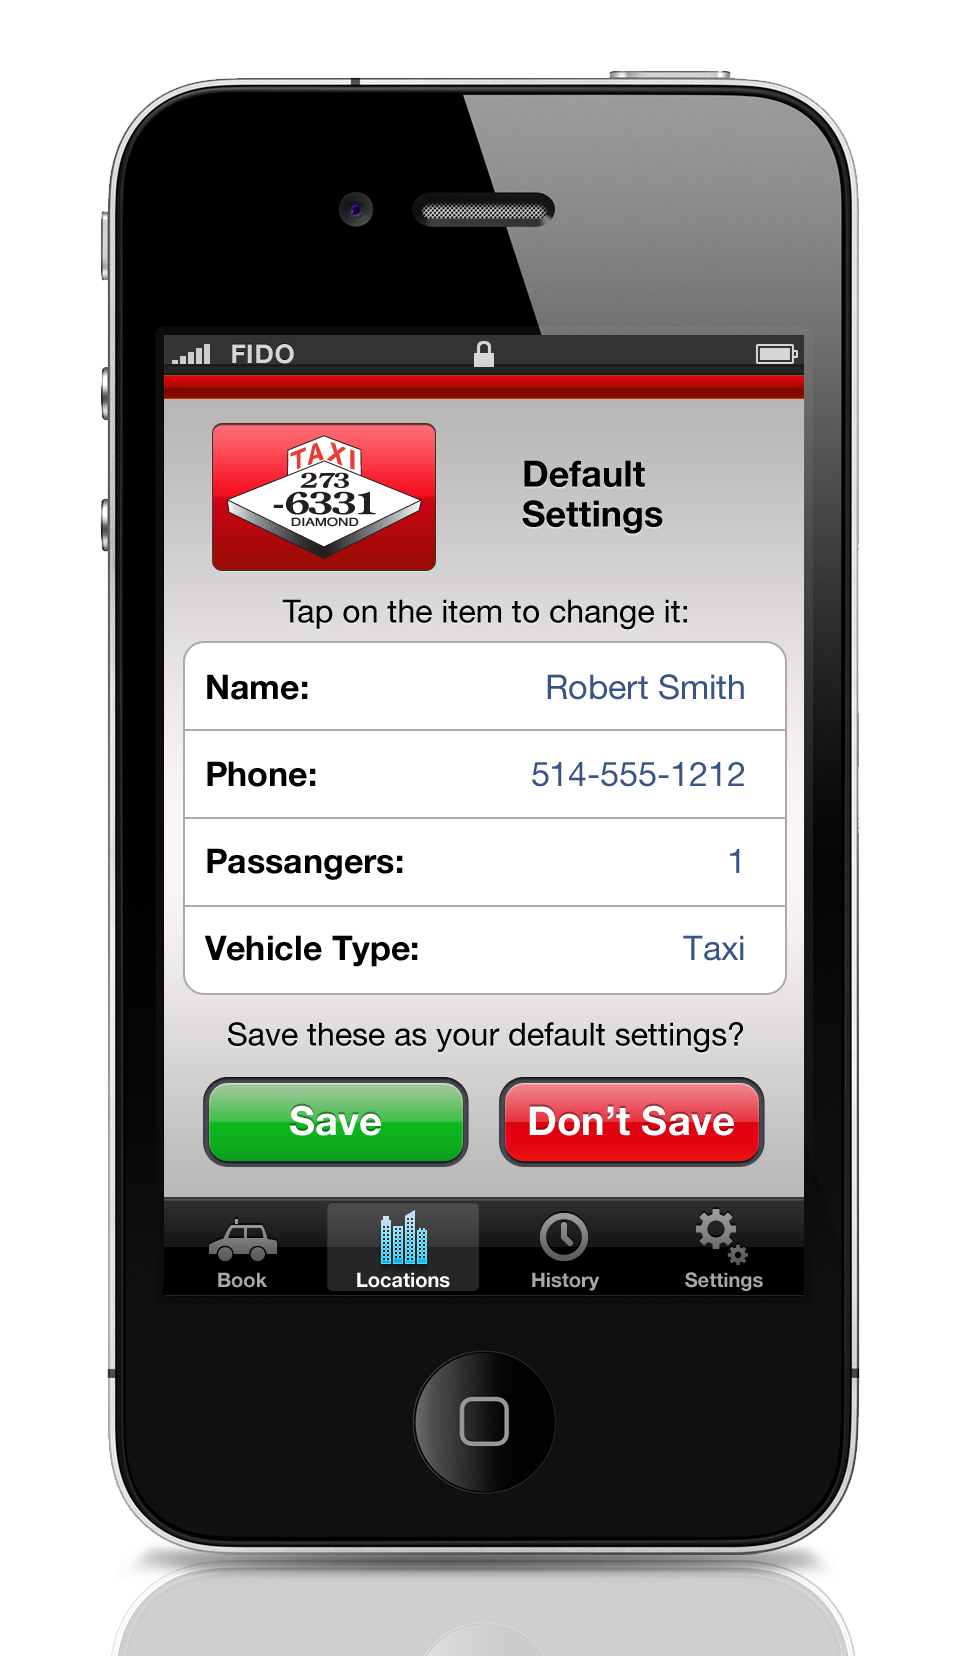 FIDO
TAXI
273
-6331
DIAMOND
Default
Settings
Tap on the item to change it:
Name: Robert Smith
Phone: 514-555-1212
Passangers: 1
Vehicle Type: Taxi
Save these as your default settings?
Save Don't Save
Book Locations History Settings